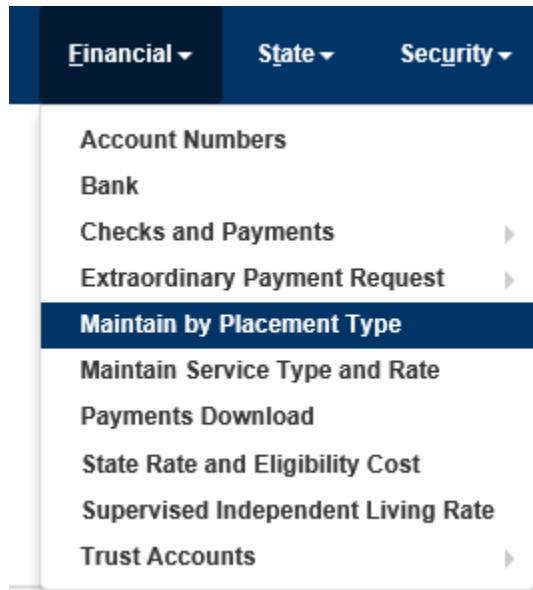 Financial State Security
Account Numbers
Bank
Checks and Payments
Extraordinary Payment Request
Maintain by Placement Type
Maintain Service Type and Rate
Payments Download
State Rate and Eligibility Cost
Supervised Independent Living Rate
Trust Accounts